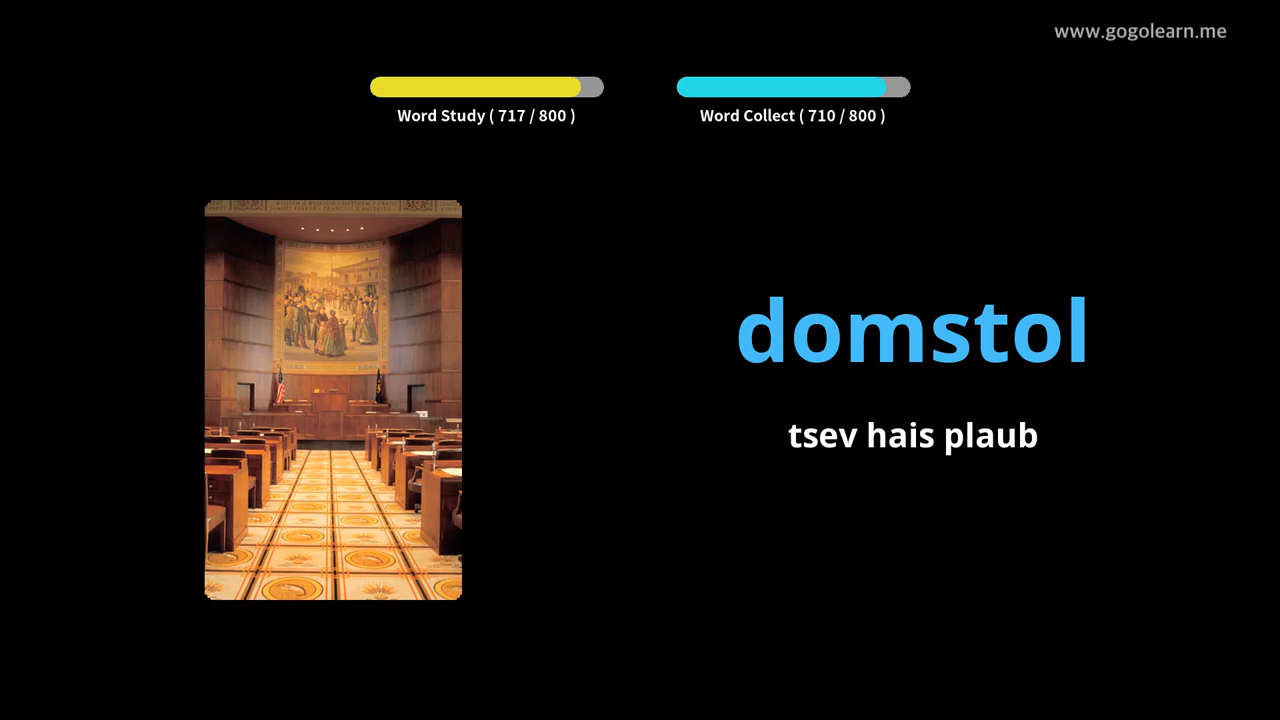 www.gogolearn.me
Word Study ( 717 / 800 )
Word Collect ( 710 / 800 )
domstol
tsev hais plaub